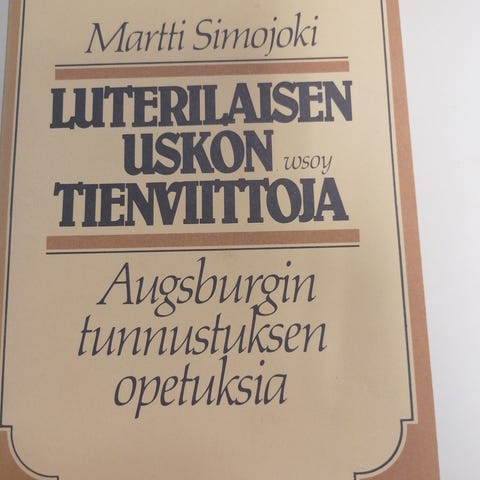 Martti Simojoki
LUTERILAISEN
USKON wsoy
TIENVIITTOJA
Augsburgin
tunnustuksen
opetuksia